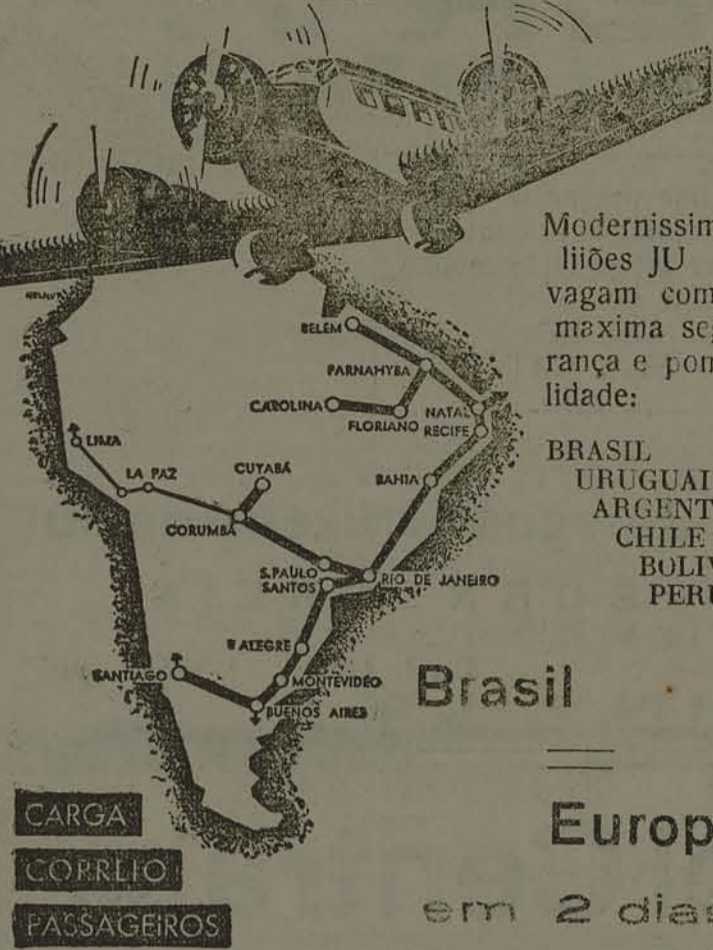 BELEM
PARNAHYBA
CAROLINA
FLORIANO
NATAL
RECIFE
LIMA
LA PAZ
CUYABÁ
BAHIA
CORUMBÁ
S.PAULO
SANTOS
RIO DE JANEIRO
P. ALEGRE
SANTIAGO
MONTEVIDÉO
BUENOS AIRES
CARGA
CORREIO
PASSAGEIROS
Modernissim
liiões JU
vagam com
maxima se
rança e pon
lidade:
BRASIL
URUGUAI
ARGENT
CHILE
BOLIV
PERU
Brasil
Europ
em 2 dias